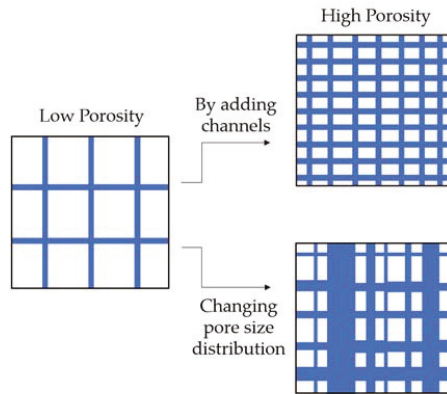 High Porosity
Low Porosity
By adding
channels
Changing
pore size
distribution